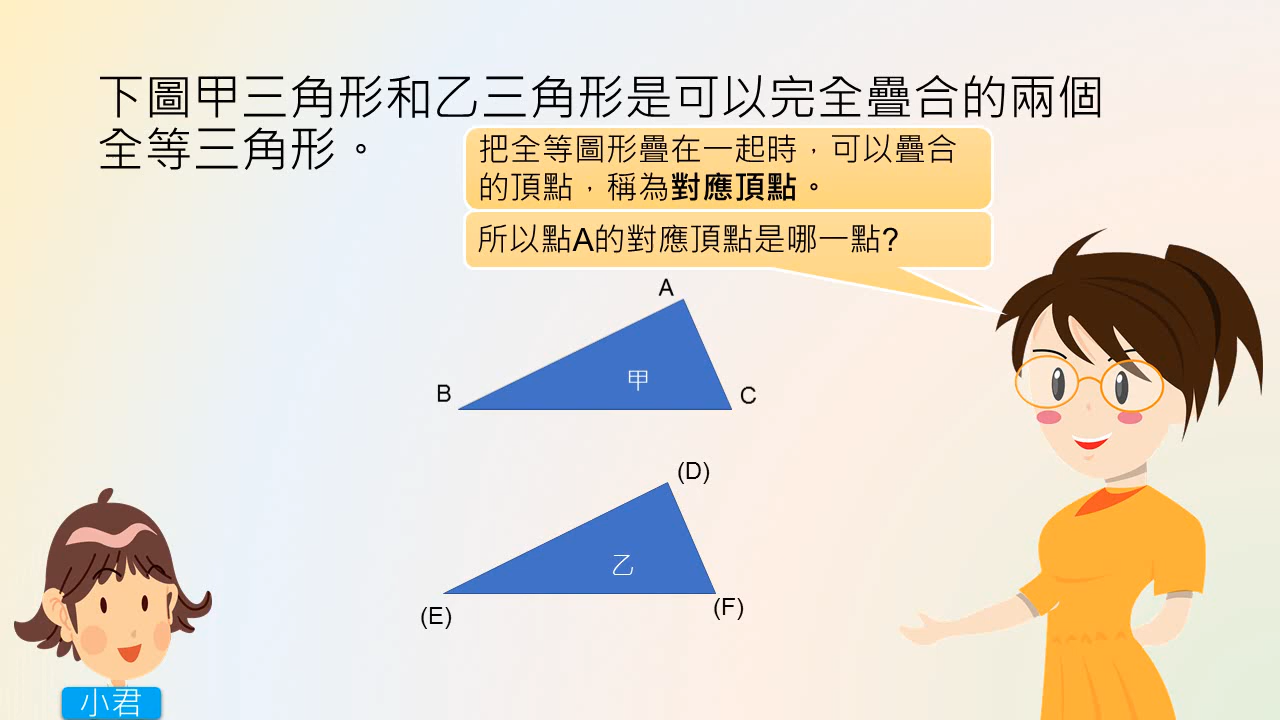 下圖甲三角形和乙三角形是可以完全疊合的兩個
全等三角形。
把全等圖形疊在一起時，可以疊合
的頂點，稱為對應頂點。
所以點A的對應頂點是哪一點?
A
甲
B
C
(D)
乙
(E)
(F)
小君